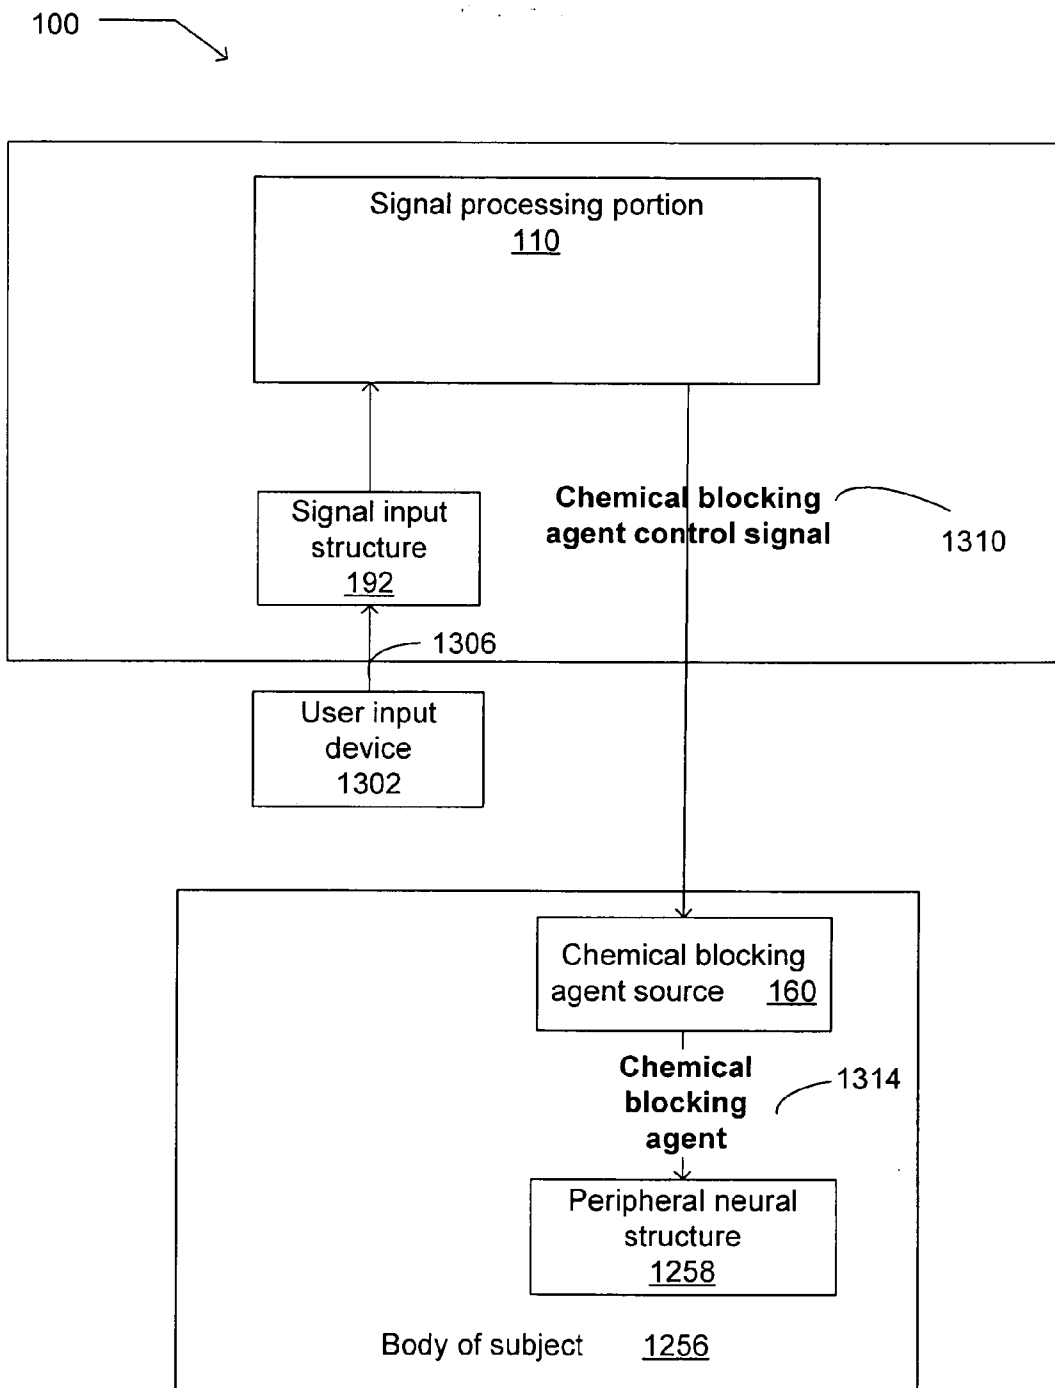 100
Signal processing portion
110
Signal input
structure
192
Chemical blocking
agent control signal
1310
1306
User input
device
1302
Chemical blocking
agent source 160
Chemical
blocking
agent
1314
Peripheral neural
structure
1258
Body of subject 1256